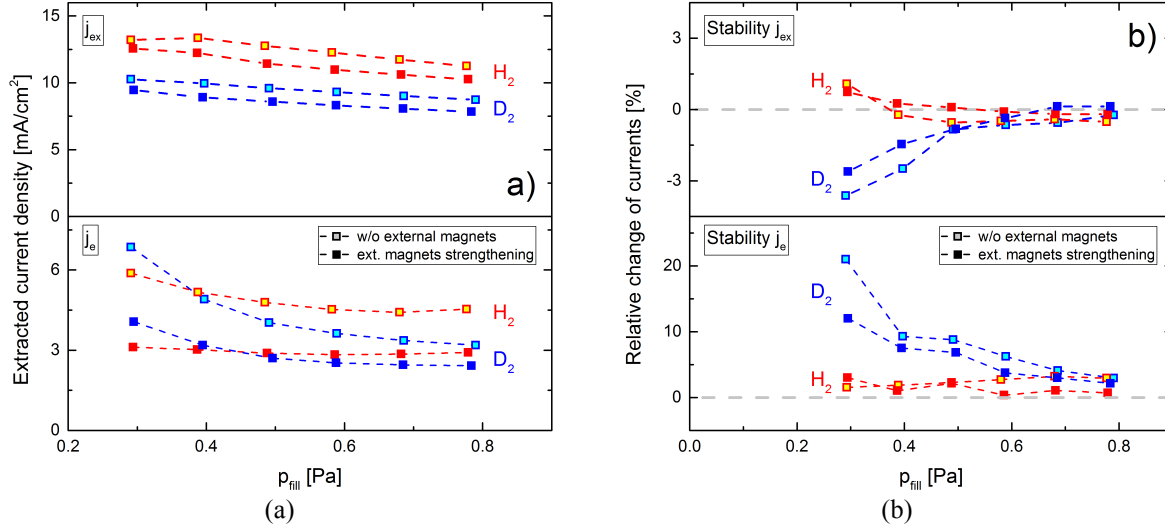 Extracted current density [mA/cm²]
15
10
5
0
j_ex
H₂
D₂
a)
j_e
w/o external magnets
ext. magnets strengthening
6
3
0
H₂
D₂
0.2 0.4 0.6 0.8
p_fill [Pa]
(a)
Relative change of currents [%]
3
0
-3
Stability j_ex
b)
H₂
D₂
Stability j_e
w/o external magnets
ext. magnets strengthening
20
10
0
D₂
H₂
0.0 0.2 0.4 0.6 0.8
p_fill [Pa]
(b)